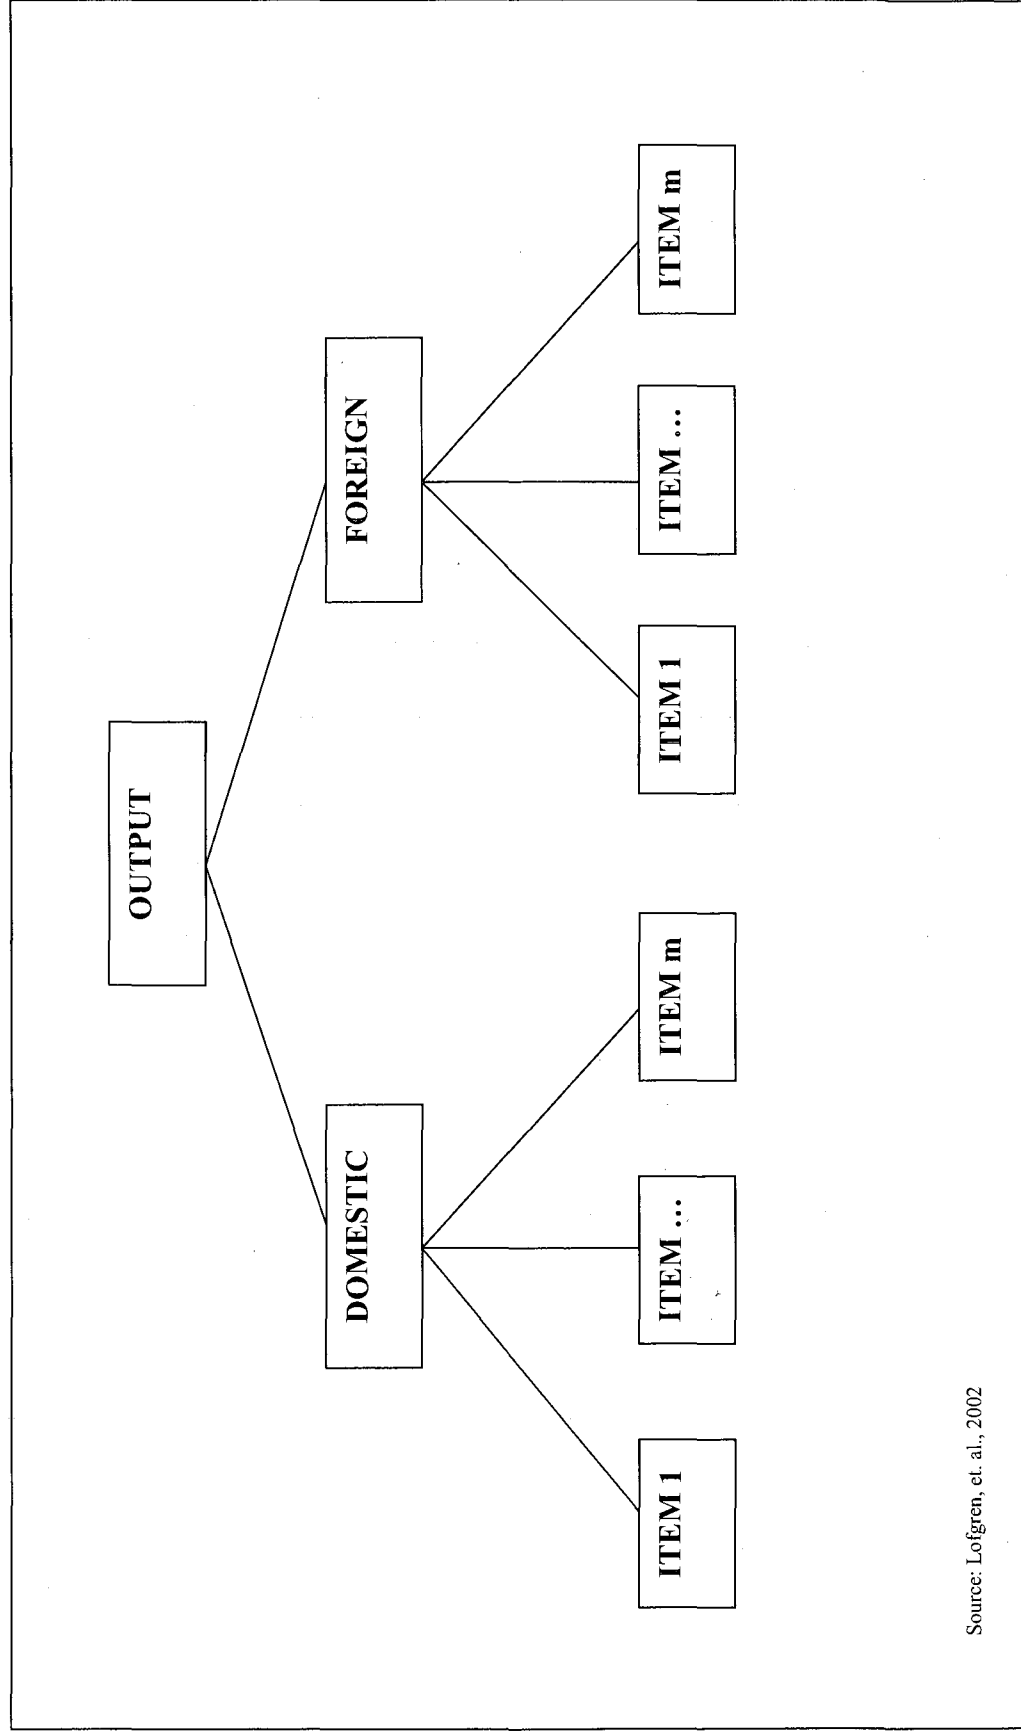 OUTPUT
DOMESTIC
FOREIGN
ITEM 1
ITEM ...
ITEM m
ITEM 1
ITEM ...
ITEM m
Source: Lofgren, et. al., 2002